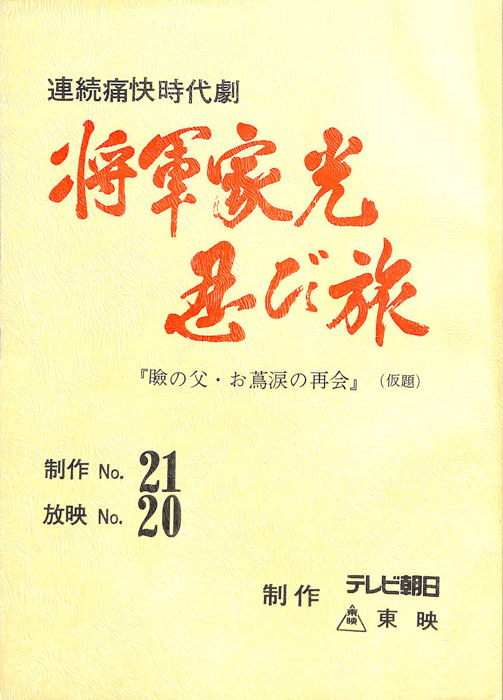 連続痛快時代劇
将軍家光
忍び旅
『瞼の父・お蔦涙の再会』(仮題)
制作 No. 21
放映 No. 20
制作 テレビ朝日
東映 東映